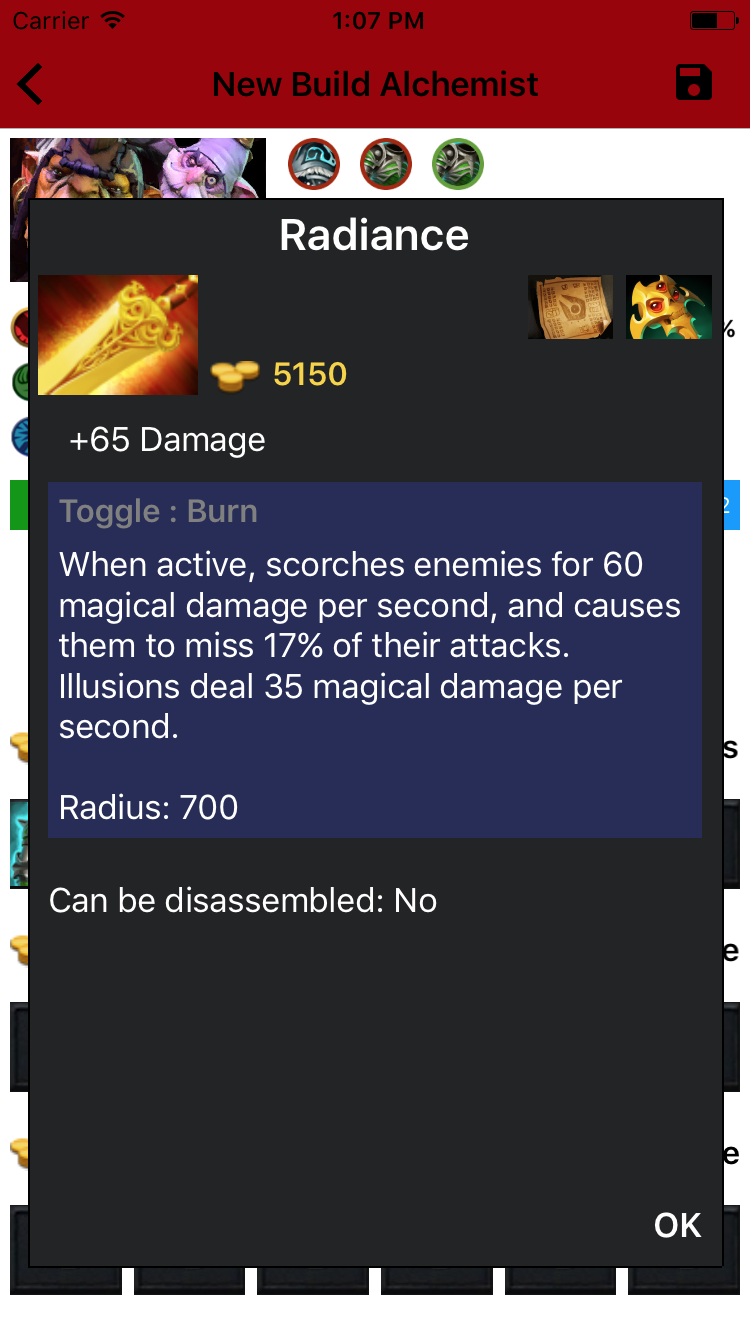 Carrier 1:07 PM
New Build Alchemist
Radiance
%
5150
+65 Damage
Toggle : Burn
2
When active, scorches enemies for 60
magical damage per second, and causes
them to miss 17% of their attacks.
Illusions deal 35 magical damage per
second.
s
Radius: 700
Can be disassembled: No
e
e
OK